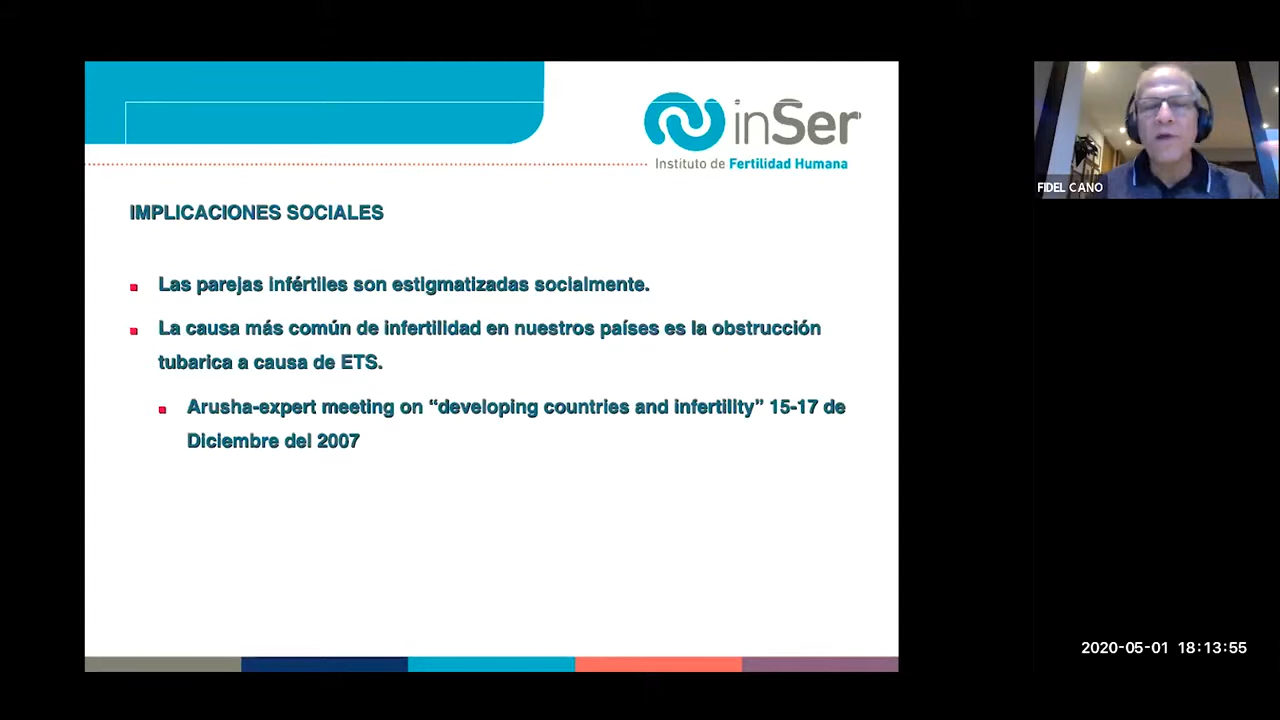 inSer
Instituto de Fertilidad Humana
FIDEL CANO
IMPLICACIONES SOCIALES
Las parejas infértiles son estigmatizadas socialmente.
La causa más común de infertilidad en nuestros países es la obstrucción
tubarica a causa de ETS.
Arusha-expert meeting on “developing countries and infertility” 15-17 de
Diciembre del 2007
2020-05-01 18:13:55